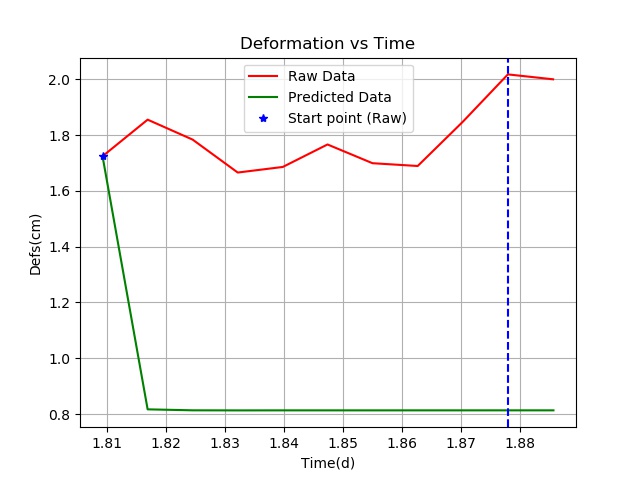 Deformation vs Time
Raw Data
Predicted Data
Start point (Raw)
Defs(cm)
2.0
1.8
1.6
1.4
1.2
1.0
0.8
1.81 1.82 1.83 1.84 1.85 1.86 1.87 1.88
Time(d)